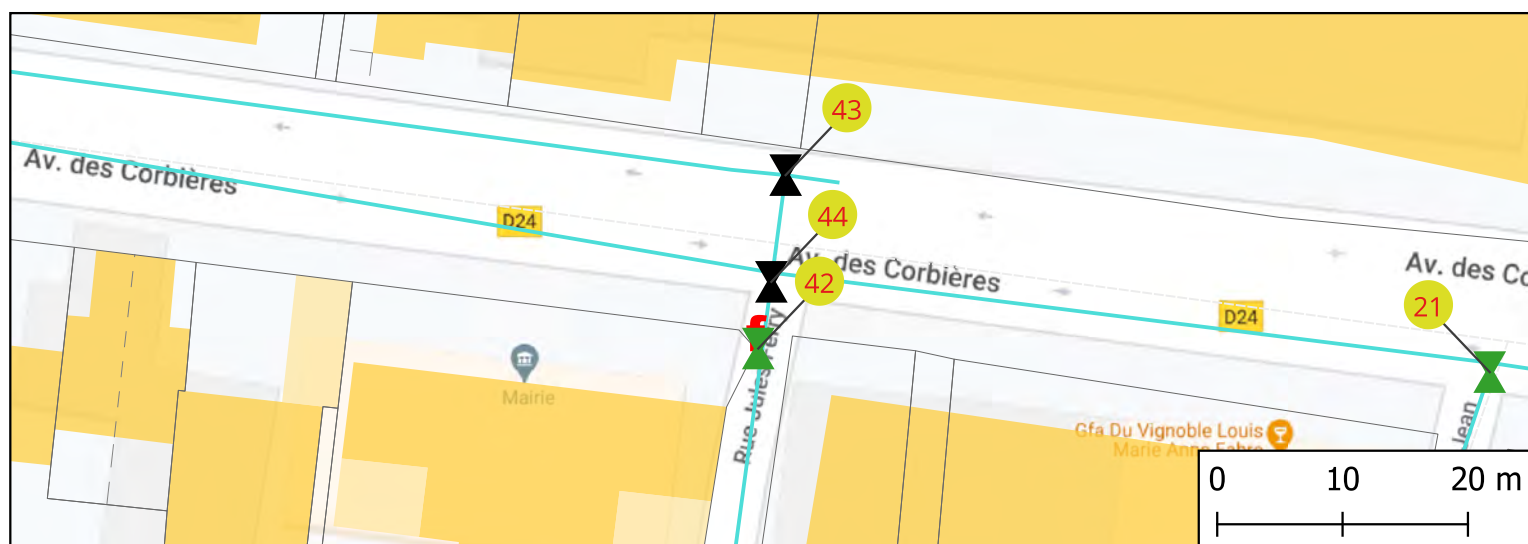 43
Av. des Corbières
D24
44
Av. des Corbières
42
Av. des Co
D24
21
f
Rue Jules Ferry
Mairie
Jean
Gfa Du Vignoble Louis
Marie Anne Fabre
0 10 20 m